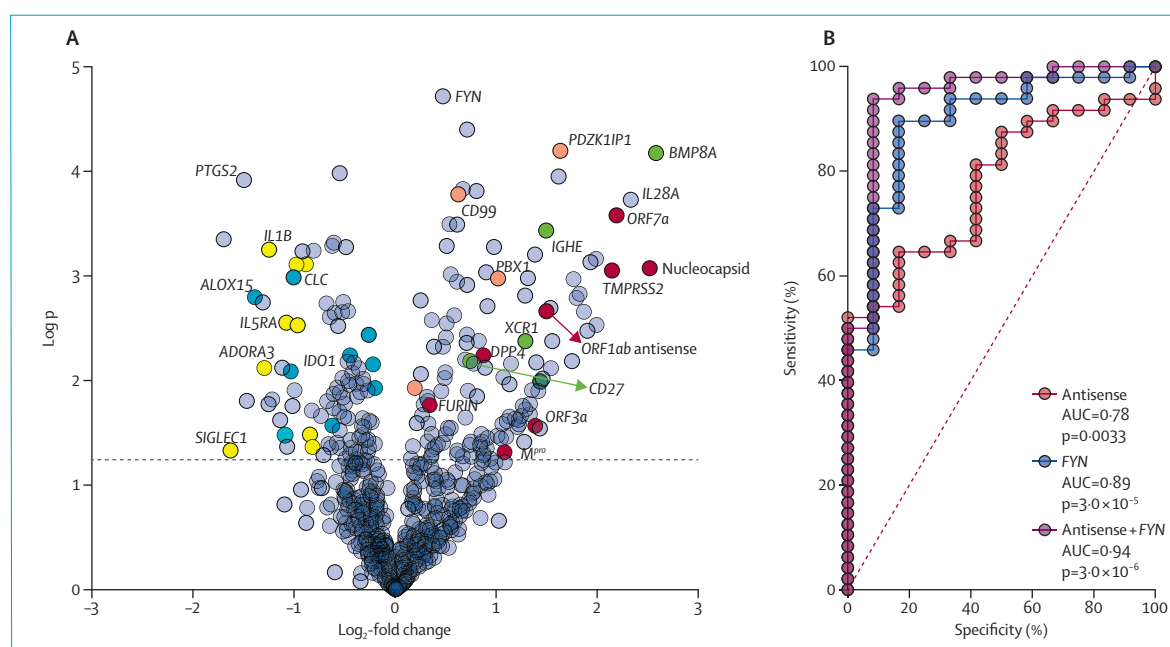 A
B
5
4
3
2
1
0
Log p
−3
−2
−1
0
1
2
3
Log₂-fold change
FYN
PDZK1IP1
BMP8A
PTGS2
IL28A
CD99
ORF7a
IL1B
IGHE
PBX1
Nucleocapsid
CLC
TMPRSS2
ALOX15
IL5RA
XCR1
ORF1ab antisense
ADORA3
IDO1
DPP4
CD27
FURIN
ORF3a
SIGLEC1
Mᵖʳᵒ
100
80
60
40
20
0
Sensitivity (%)
0
20
40
60
80
100
Specificity (%)
Antisense
AUC=0·78
p=0·0033
FYN
AUC=0·89
p=3·0 × 10⁻⁵
Antisense + FYN
AUC=0·94
p=3·0 × 10⁻⁶